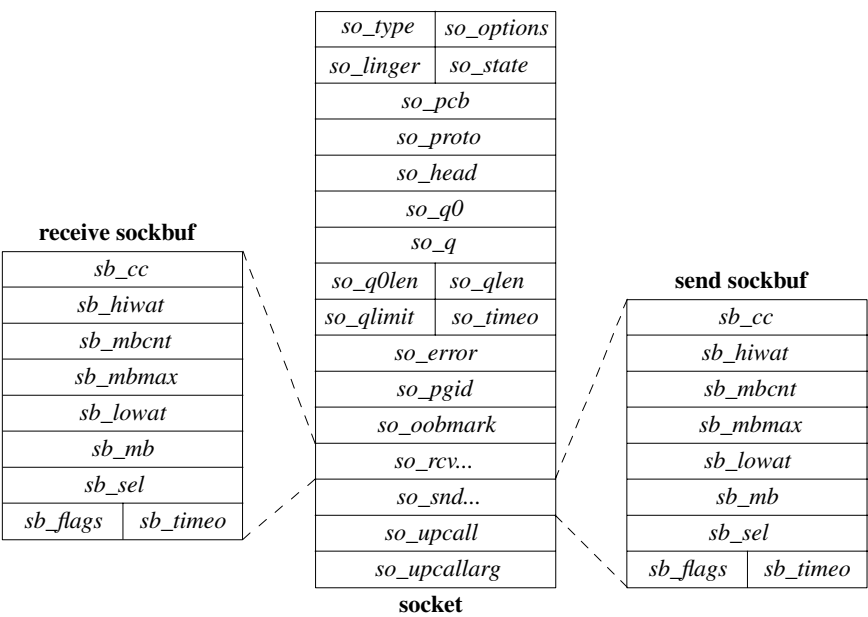 so_type so_options
so_linger so_state
so_pcb
so_proto
so_head
so_q0
so_q
so_q0len so_qlen
so_qlimit so_timeo
so_error
so_pgid
so_oobmark
so_rcv...
so_snd...
so_upcall
so_upcallarg
socket
receive sockbuf
sb_cc
sb_hiwat
sb_mbcnt
sb_mbmax
sb_lowat
sb_mb
sb_sel
sb_flags sb_timeo
send sockbuf
sb_cc
sb_hiwat
sb_mbcnt
sb_mbmax
sb_lowat
sb_mb
sb_sel
sb_flags sb_timeo